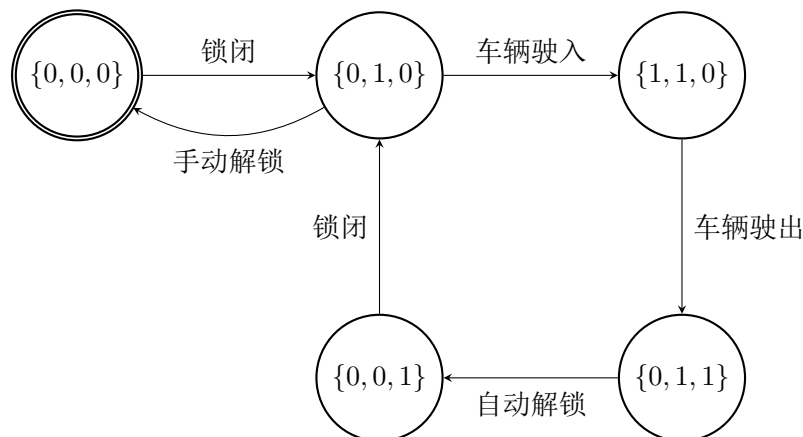 {0, 0, 0}
锁闭
{0, 1, 0}
车辆驶入
{1, 1, 0}
手动解锁
锁闭
车辆驶出
{0, 0, 1}
自动解锁
{0, 1, 1}